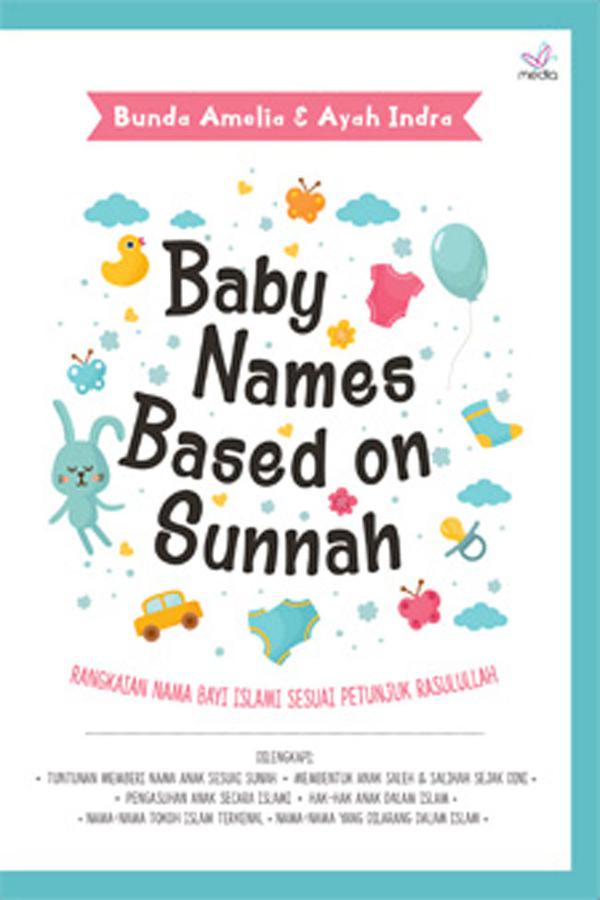 media
Bunda Amelia & Ayah Indra
Baby
Names
Based on
Sunnah
RANGKAIAN NAMA BAYI ISLAMI SESUAI PETUNJUK RASULULLAH
DILENGKAPI:
• TUNTUNAN MEMBERI NAMA ANAK SESUAI SUNAH • MEMBENTUK ANAK SALEH & SALIHAH SEJAK DINI •
• PENGASUHAN ANAK SECARA ISLAMI • HAK-HAK ANAK DALAM ISLAM •
• NAMA-NAMA TOKOH ISLAM TERKENAL • NAMA-NAMA YANG DILARANG DALAM ISLAM •